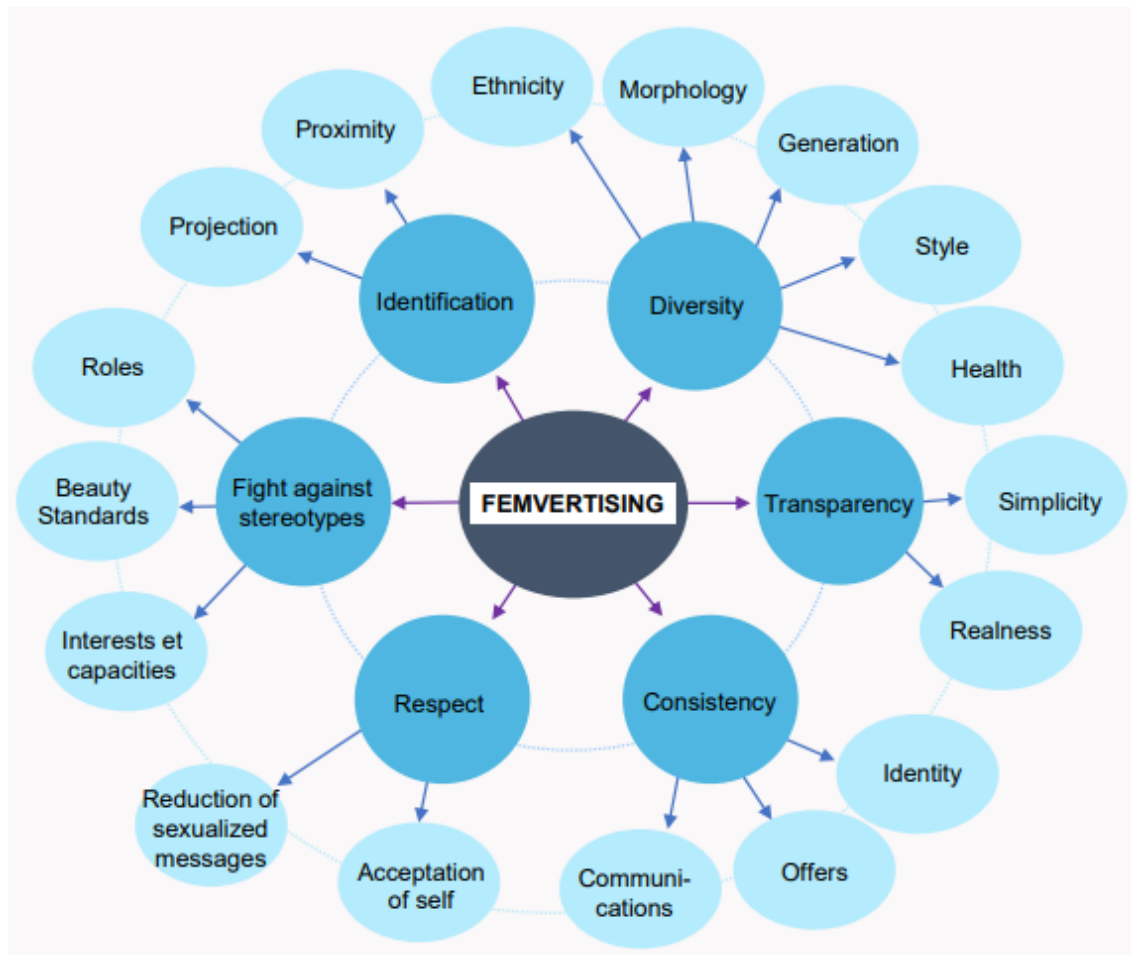 Ethnicity
Morphology
Proximity
Generation
Projection
Style
Identification
Diversity
Roles
Health
Beauty
Standards
Fight against
stereotypes
FEMVERTISING
Transparency
Simplicity
Interests et
capacities
Realness
Respect
Consistency
Identity
Reduction of
sexualized
messages
Acceptation
of self
Communi-
cations
Offers